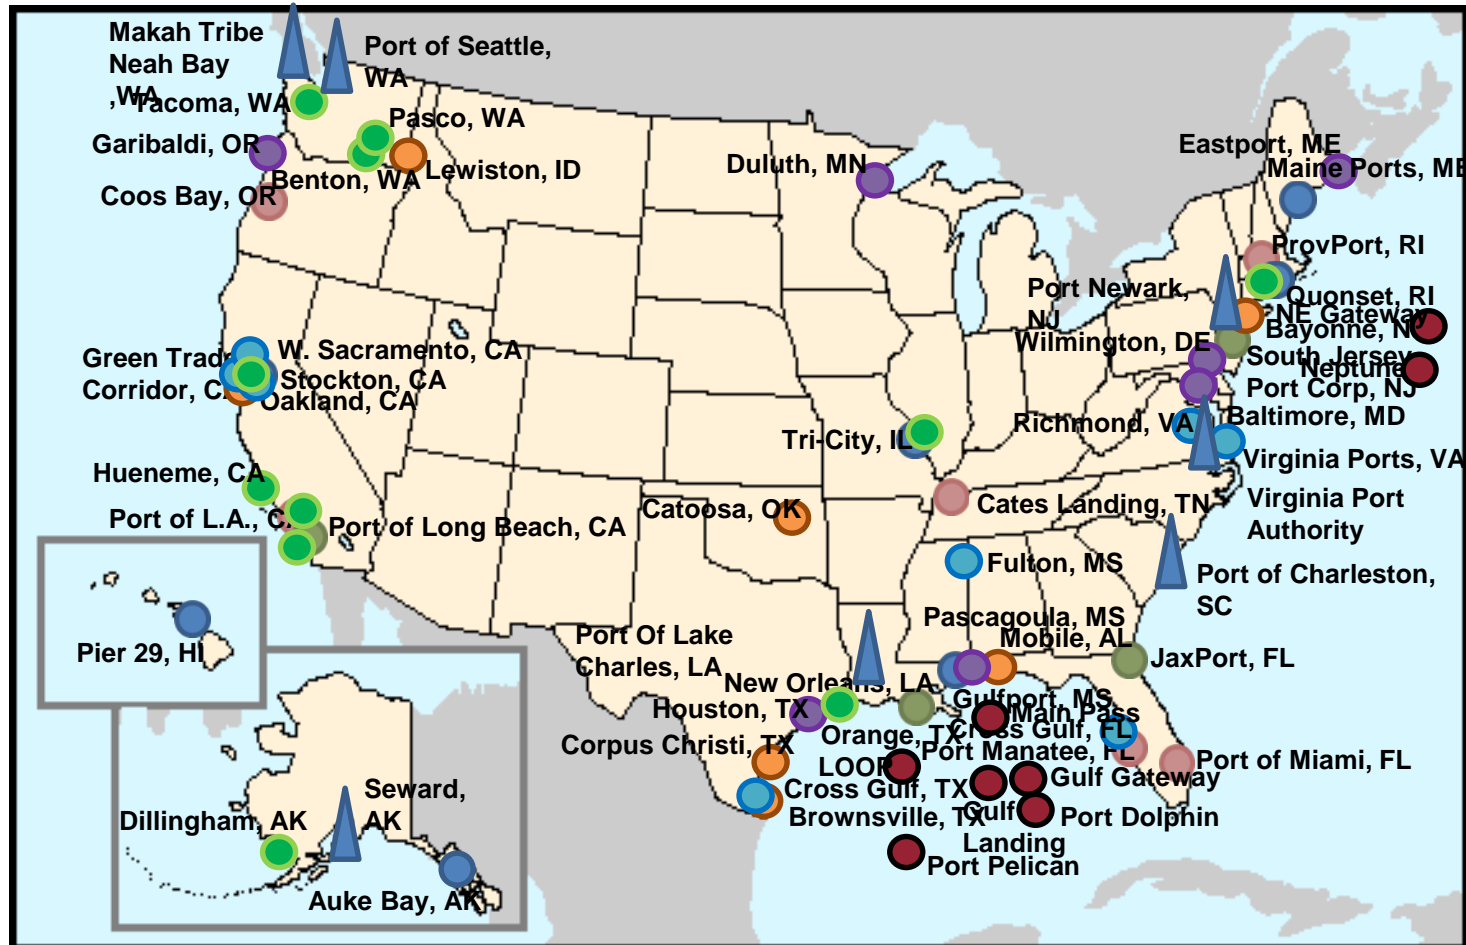 Makah Tribe
Neah Bay
,WA
Port of Seattle,
WA
Tacoma, WA
Pasco, WA
Garibaldi, OR
Lewiston, ID
Benton, WA
Coos Bay, OR
Duluth, MN
Eastport, ME
Maine Ports, ME
ProvPort, RI
Port Newark,
NJ
Quonset, RI
NE Gateway
Bayonne, N
Wilmington, DE
South Jersey
Port Corp, NJ
Neptune
Green Trade
Corridor, CA
W. Sacramento, CA
Stockton, CA
Oakland, CA
Richmond, VA
Baltimore, MD
Tri-City, IL
Virginia Ports, VA
Hueneme, CA
Virginia Port
Authority
Catoosa, OK
Cates Landing, TN
Port of L.A., CA
Port of Long Beach, CA
Fulton, MS
Port of Charleston,
SC
Pascagoula, MS
Mobile, AL
Port Of Lake
Charles, LA
Pier 29, HI
JaxPort, FL
New Orleans, LA
Gulfport, MS
Houston, TX
Main Pass
Orange, TX
Cross Gulf, FL
Corpus Christi, TX
Port Manatee, FL
LOOP
Port of Miami, FL
Gulf Gateway
Cross Gulf, TX
Seward,
AK
Brownsville, TX
Gulf
Landing
Port Dolphin
Dillingham, AK
Port Pelican
Auke Bay, AK